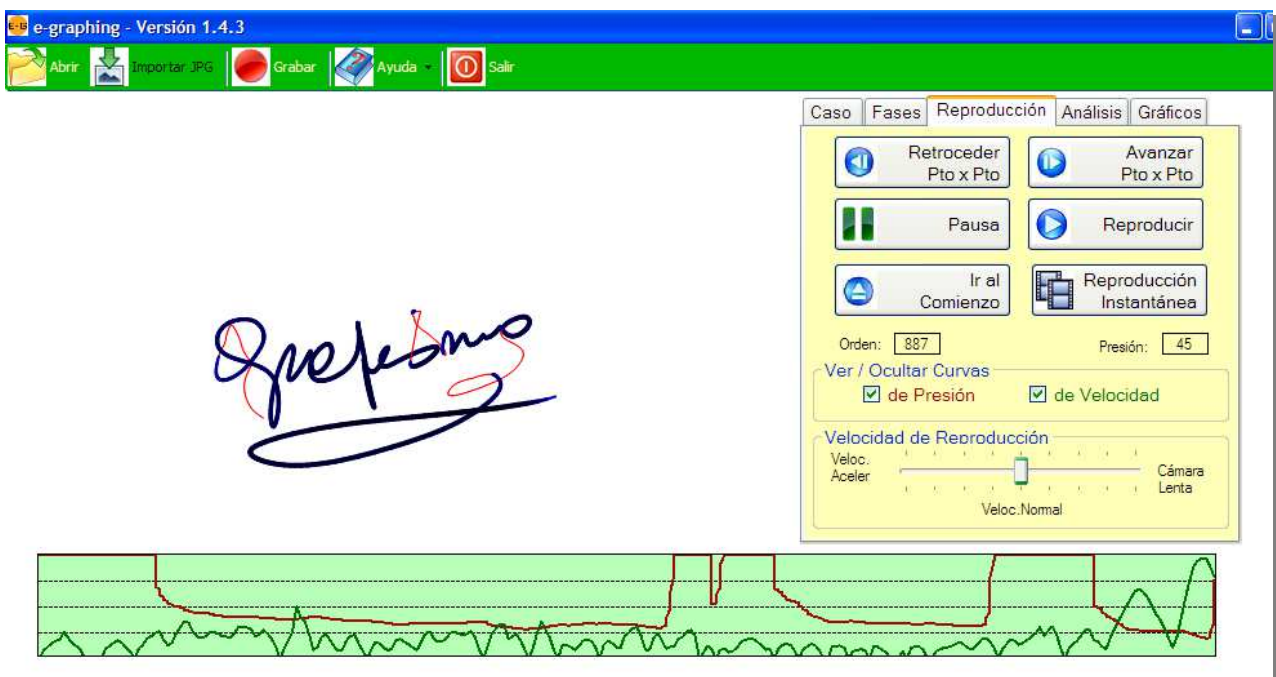 E-G e-graphing - Versión 1.4.3
Abrir Importar JPG Grabar Ayuda Salir
Caso Fases Reproducción Análisis Gráficos
Retroceder Pto x Pto
Avanzar Pto x Pto
Pausa
Reproducir
Ir al Comienzo
Reproducción Instantánea
Orden: 887 Presión: 45
Ver / Ocultar Curvas
de Presión de Velocidad
Velocidad de Reproducción
Veloc. Aceler
Cámara Lenta
Veloc.Normal